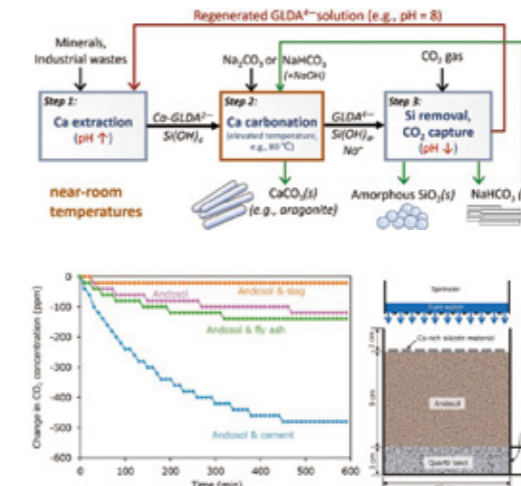 Regenerated GLDA⁴⁻ solution (e.g., pH = 8)
Minerals,
Industrial wastes
Na₂CO₃ or NaHCO₃
(+NaOH)
CO₂ gas
Step 1:
Ca extraction
(pH ↑)
Ca-GLDA²⁻
Si(OH)₄
Step 2:
Ca carbonation
(elevated temperature,
e.g., 80 °C)
GLDA⁴⁻
Si(OH)₄,
Na⁺
Step 3:
Si removal,
CO₂ capture
(pH ↓)
near-room
temperatures
CaCO₃(s)
(e.g., aragonite)
Amorphous SiO₂(s)
NaHCO₃
Change in CO₂ concentration (ppm)
0
-100
-200
-300
-400
-500
-600
0 100 200 300 400 500 600
Time (min)
Andosol & slag
Andosol
Andosol & fly ash
Andosol & cement
Sprinkler
Pure water
Ca-rich silicate material
Andosol
Quartz sand